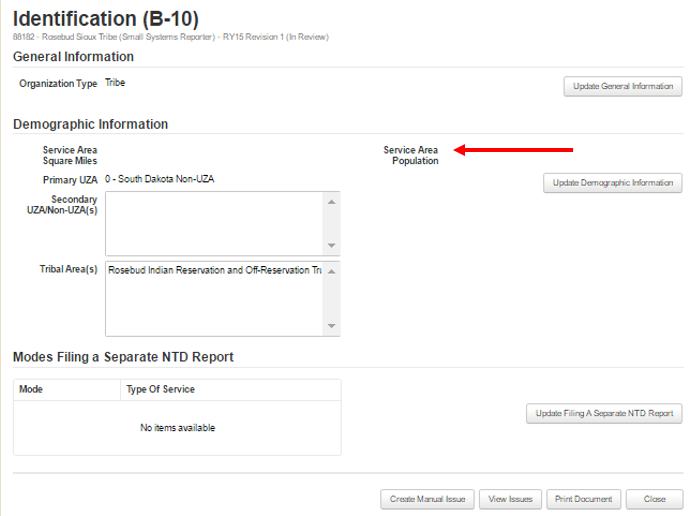 Identification (B-10)
88182 - Rosebud Sioux Tribe (Small Systems Reporter) - RY15 Revision 1 (In Review)
General Information
Organization Type Tribe
Update General Information
Demographic Information
Service Area
Square Miles
Service Area
Population
Primary UZA 0 - South Dakota Non-UZA
Update Demographic Information
Secondary
UZA/Non-UZA(s)
Tribal Area(s) Rosebud Indian Reservation and Off-Reservation Tru
Modes Filing a Separate NTD Report
Mode Type Of Service
No items available
Update Filing A Separate NTD Report
Create Manual Issue View Issues Print Document Close